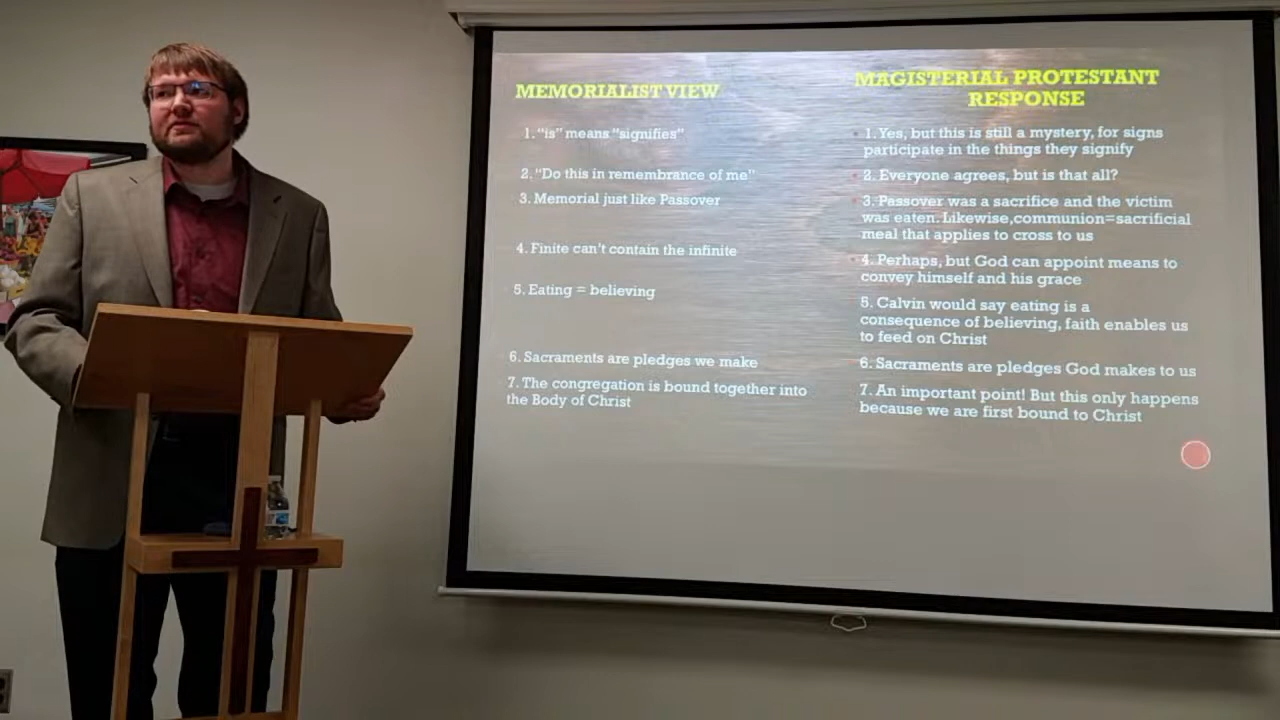 MEMORIALIST VIEW
1. "is" means "signifies"
2. "Do this in remembrance of me"
3. Memorial just like Passover
4. Finite can't contain the infinite
5. Eating = believing
6. Sacraments are pledges we make
7. The congregation is bound together into
the Body of Christ
MAGISTERIAL PROTESTANT
RESPONSE
1. Yes, but this is still a mystery, for signs
participate in the things they signify
2. Everyone agrees, but is that all?
3. Passover was a sacrifice and the victim
was eaten. Likewise,communion=sacrificial
meal that applies to cross to us
4. Perhaps, but God can appoint means to
convey himself and his grace
5. Calvin would say eating is a
consequence of believing, faith enables us
to feed on Christ
6. Sacraments are pledges God makes to us
7. An important point! But this only happens
because we are first bound to Christ